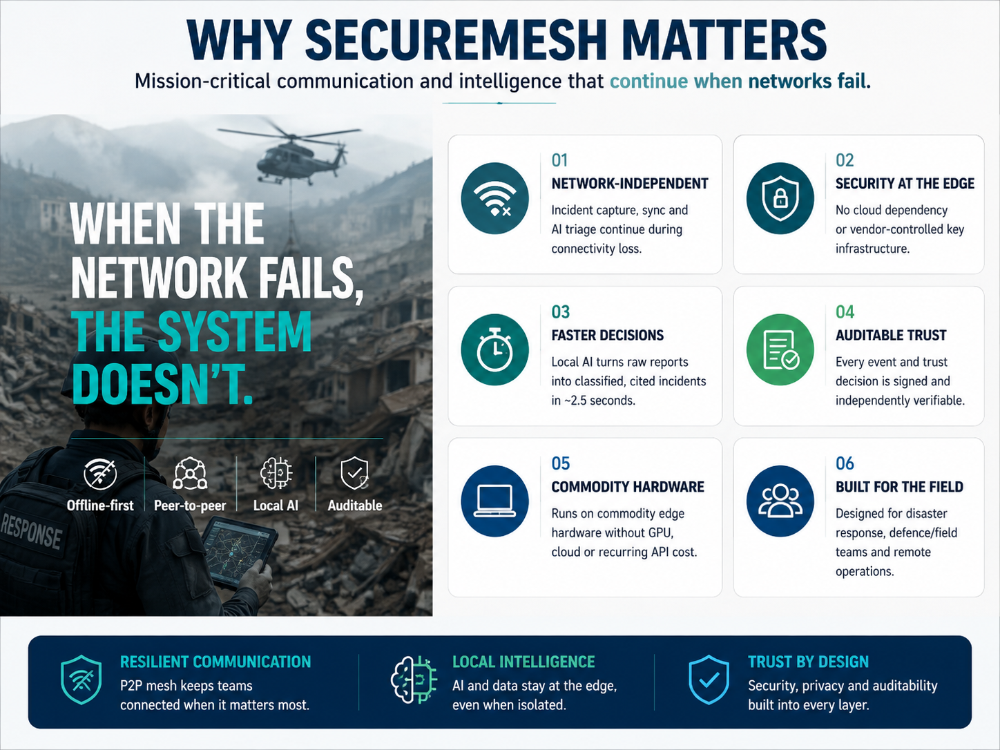 WHY SECUREMESH MATTERS
Mission-critical communication and intelligence that continue when networks fail.
WHEN THE
NETWORK FAILS,
THE SYSTEM
DOESN'T.
Offline-first
Peer-to-peer
Local AI
Auditable
RESPONSE
01
NETWORK-INDEPENDENT
Incident capture, sync and
AI triage continue during
connectivity loss.
02
SECURITY AT THE EDGE
No cloud dependency
or vendor-controlled key
infrastructure.
03
FASTER DECISIONS
Local AI turns raw reports
into classified, cited incidents
in ~2.5 seconds.
04
AUDITABLE TRUST
Every event and trust
decision is signed and
independently verifiable.
05
COMMODITY HARDWARE
Runs on commodity edge
hardware without GPU,
cloud or recurring API cost.
06
BUILT FOR THE FIELD
Designed for disaster
response, defence/field
teams and remote
operations.
RESILIENT COMMUNICATION
P2P mesh keeps teams
connected when it matters most.
LOCAL INTELLIGENCE
AI and data stay at the edge,
even when isolated.
TRUST BY DESIGN
Security, privacy and auditability
built into every layer.